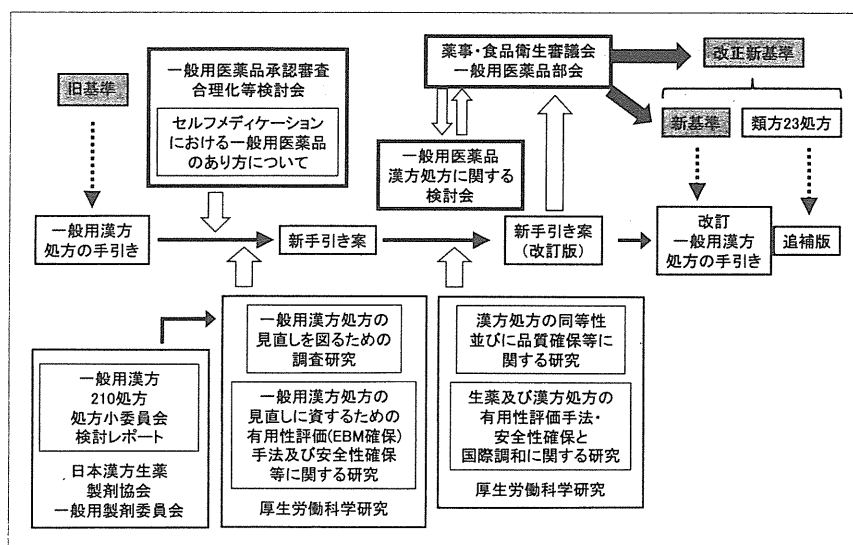 旧基準
一般用医薬品承認審査
合理化等検討会
セルフメディケーション
における一般用医薬品
のあり方について
薬事・食品衛生審議会
一般用医薬品部会
改正新基準
新基準
類方23処方
一般用医薬品
漢方処方に関する
検討会
一般用漢方
処方の手引き
新手引き案
新手引き案
(改訂版)
改訂
一般用漢方
処方の手引き
追補版
一般用漢方
210処方
処方小委員会
検討レポート
日本漢方生薬
製剤協会
一般用製剤委員会
一般用漢方処方の
見直しを図るための
調査研究
一般用漢方処方の
見直しに資するための
有用性評価(EBM確保)
手法及び安全性確保
等に関する研究
厚生労働科学研究
漢方処方の同等性
並びに品質確保等に
関する研究
生薬及び漢方処方の
有用性評価手法・
安全性確保と
国際調和に関する研究
厚生労働科学研究